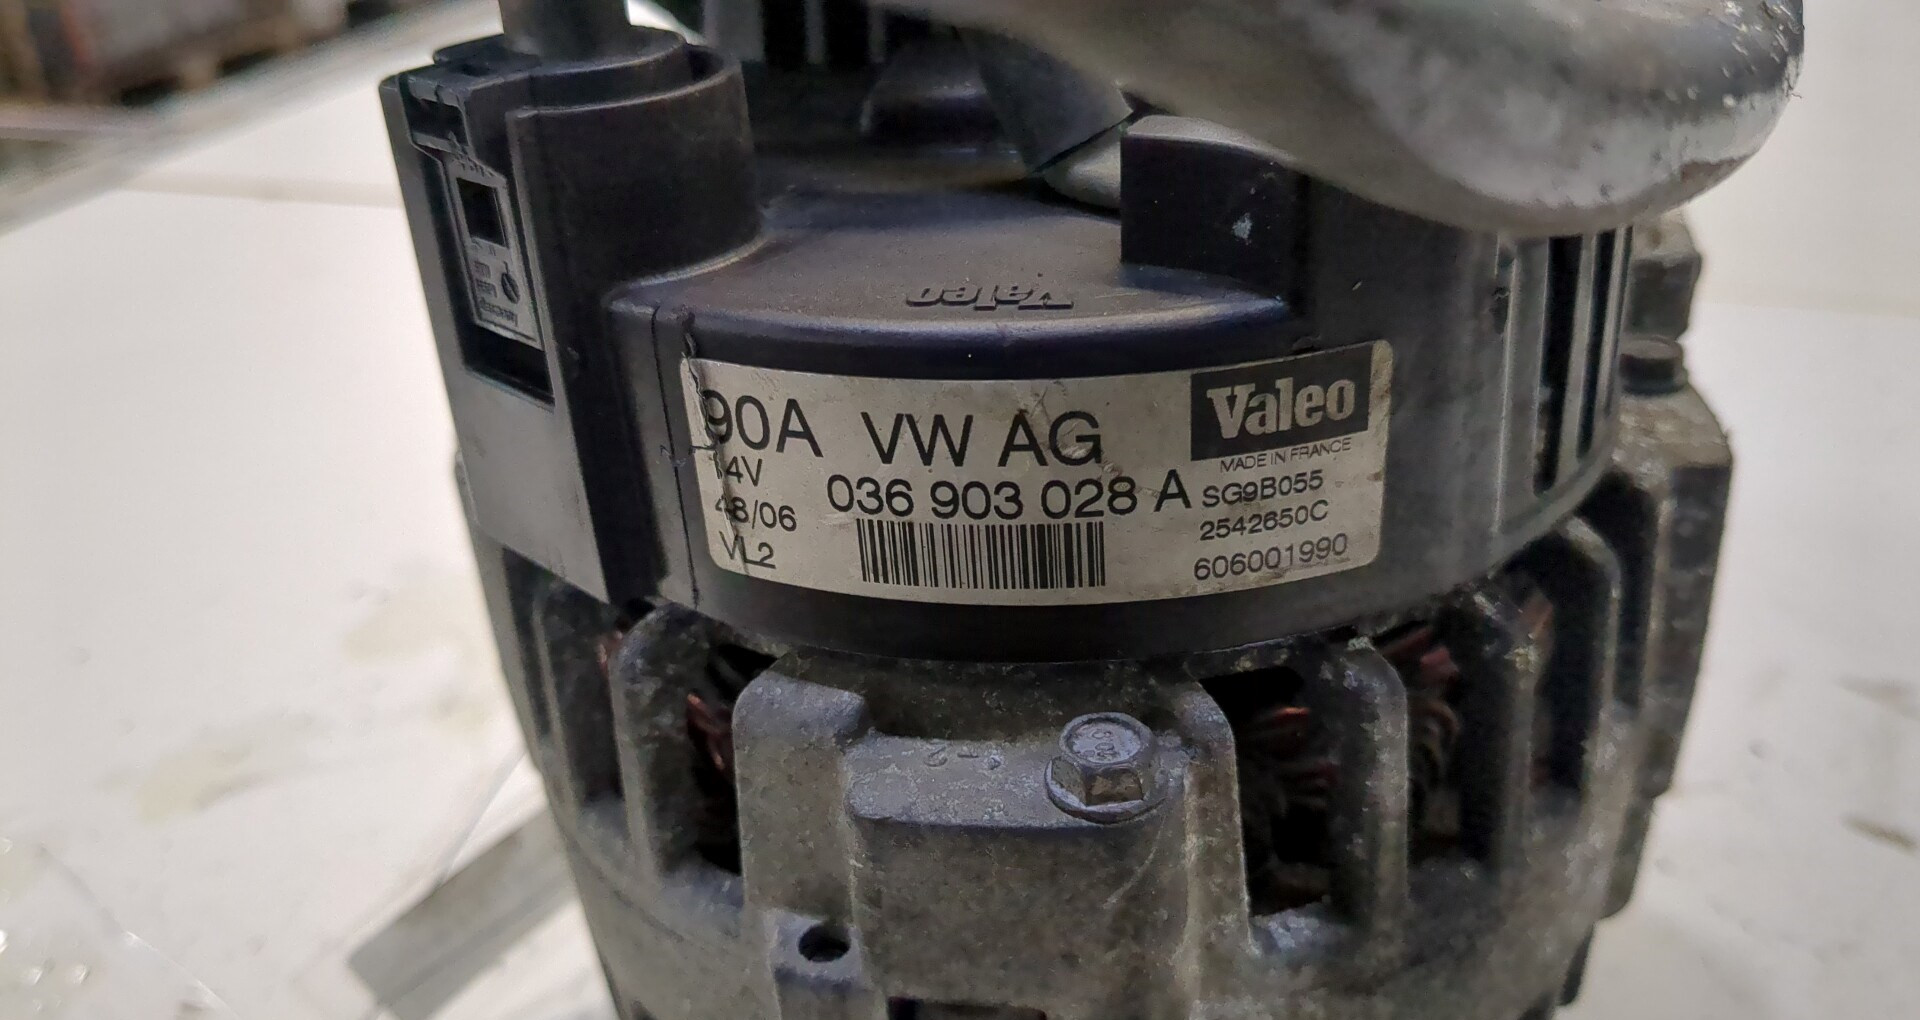 Valeo
90A VW AG
Valeo
MADE IN FRANCE
14V
036 903 028 A
SG9B055
48/06
2542650C
VL2
606001990